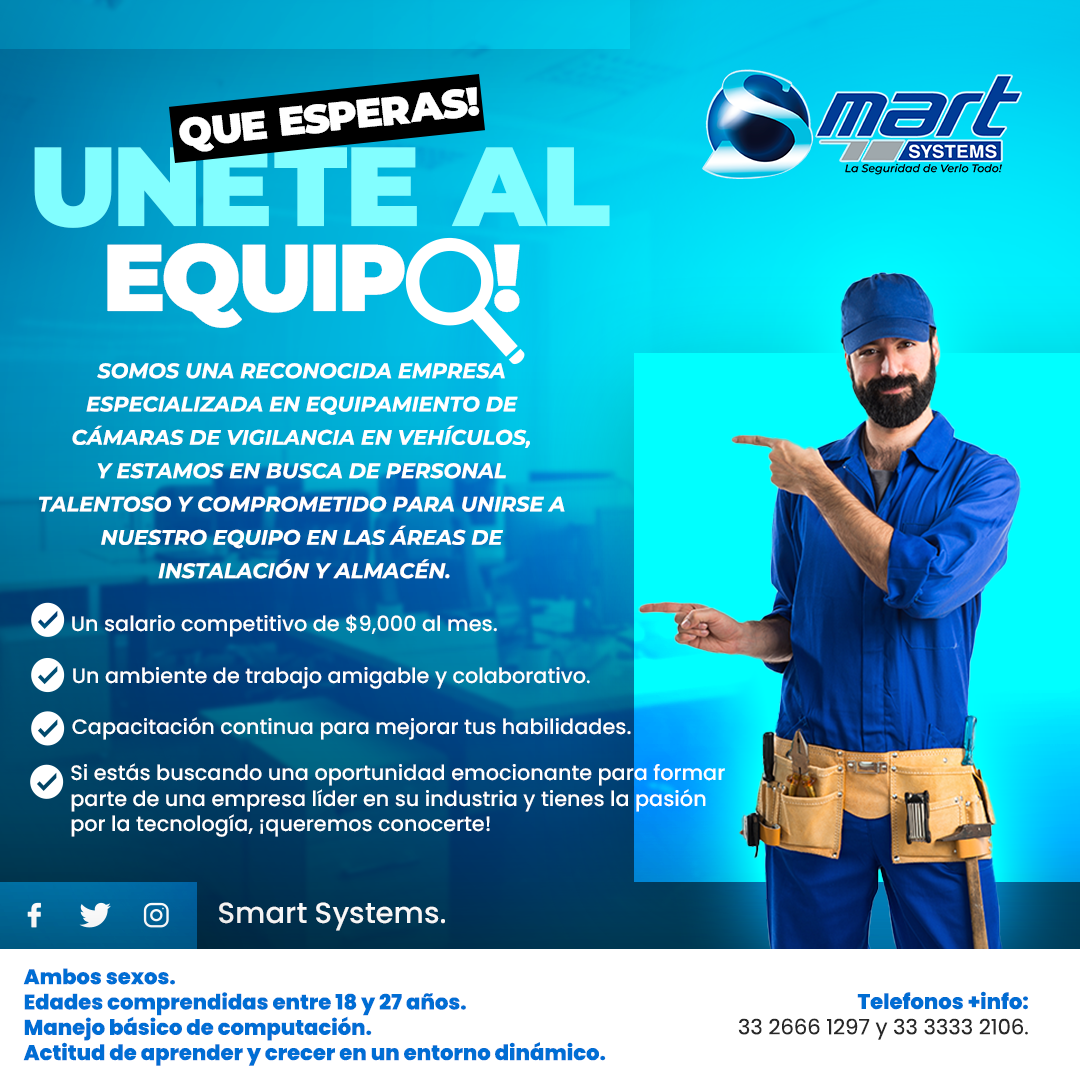 QUE ESPERAS!
UNETE AL
EQUIPO!
Smart
SYSTEMS
La Seguridad de Verlo Todo!
SOMOS UNA RECONOCIDA EMPRESA
ESPECIALIZADA EN EQUIPAMIENTO DE
CÁMARAS DE VIGILANCIA EN VEHÍCULOS,
Y ESTAMOS EN BUSCA DE PERSONAL
TALENTOSO Y COMPROMETIDO PARA UNIRSE A
NUESTRO EQUIPO EN LAS ÁREAS DE
INSTALACIÓN Y ALMACÉN.
Un salario competitivo de $9,000 al mes.
Un ambiente de trabajo amigable y colaborativo.
Capacitación continua para mejorar tus habilidades.
Si estás buscando una oportunidad emocionante para formar
parte de una empresa líder en su industria y tienes la pasión
por la tecnología, ¡queremos conocerte!
Smart Systems.
Ambos sexos.
Edades comprendidas entre 18 y 27 años.
Manejo básico de computación.
Actitud de aprender y crecer en un entorno dinámico.
Telefonos +info:
33 2666 1297 y 33 3333 2106.